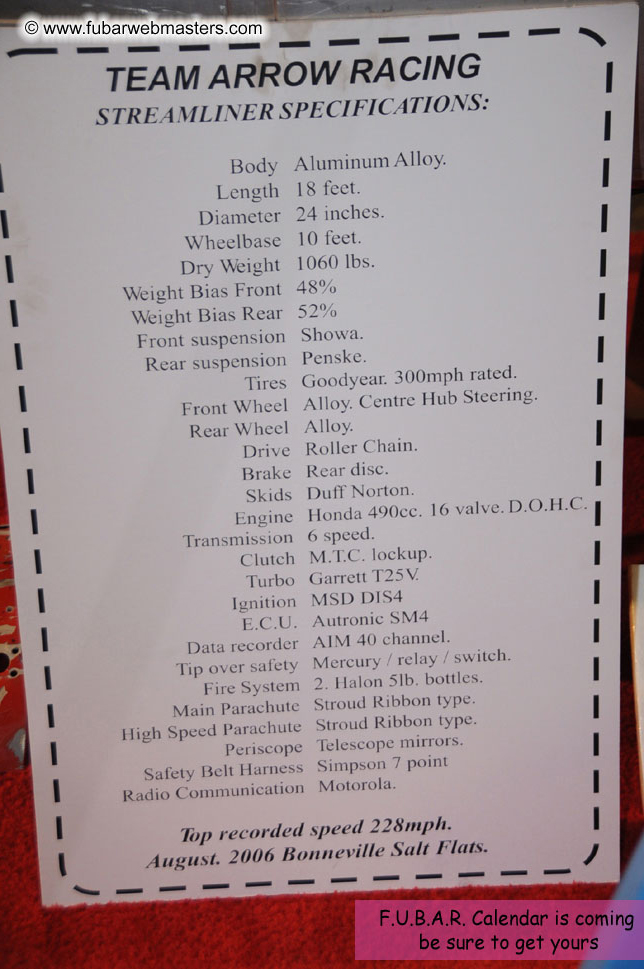 © www.fubarwebmasters.com
TEAM ARROW RACING
STREAMLINER SPECIFICATIONS:
Body Aluminum Alloy.
Length 18 feet.
Diameter 24 inches.
Wheelbase 10 feet.
Dry Weight 1060 lbs.
Weight Bias Front 48%
Weight Bias Rear 52%
Front suspension Showa.
Rear suspension Penske.
Tires Goodyear. 300mph rated.
Front Wheel Alloy. Centre Hub Steering.
Rear Wheel Alloy.
Drive Roller Chain.
Brake Rear disc.
Skids Duff Norton.
Engine Honda 490cc. 16 valve. D.O.H.C.
Transmission 6 speed.
Clutch M.T.C. lockup.
Turbo Garrett T25V.
Ignition MSD DIS4
E.C.U. Autronic SM4
Data recorder AIM 40 channel.
Tip over safety Mercury / relay / switch.
Fire System 2. Halon 5lb. bottles.
Main Parachute Stroud Ribbon type.
High Speed Parachute Stroud Ribbon type.
Periscope Telescope mirrors.
Safety Belt Harness Simpson 7 point
Radio Communication Motorola.
Top recorded speed 228mph.
August. 2006 Bonneville Salt Flats.
F.U.B.A.R. Calendar is coming
be sure to get yours